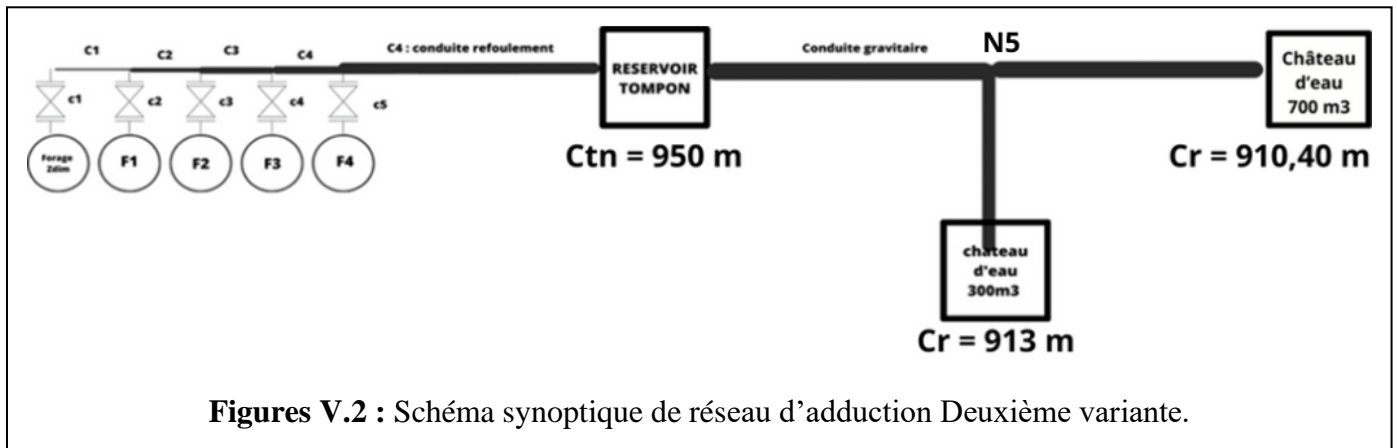 C1 C2 C3 C4 C4 : conduite refoulement
Conduite gravitaire N5
c1 c2 c3 c4 c5
Forage
Zdim
F1 F2 F3 F4
RESERVOIR
TOMPON
Ctn = 950 m
Château
d'eau
700 m3
Cr = 910,40 m
chateau
d'eau
300m3
Cr = 913 m
Figures V.2 : Schéma synoptique de réseau d'adduction Deuxième variante.